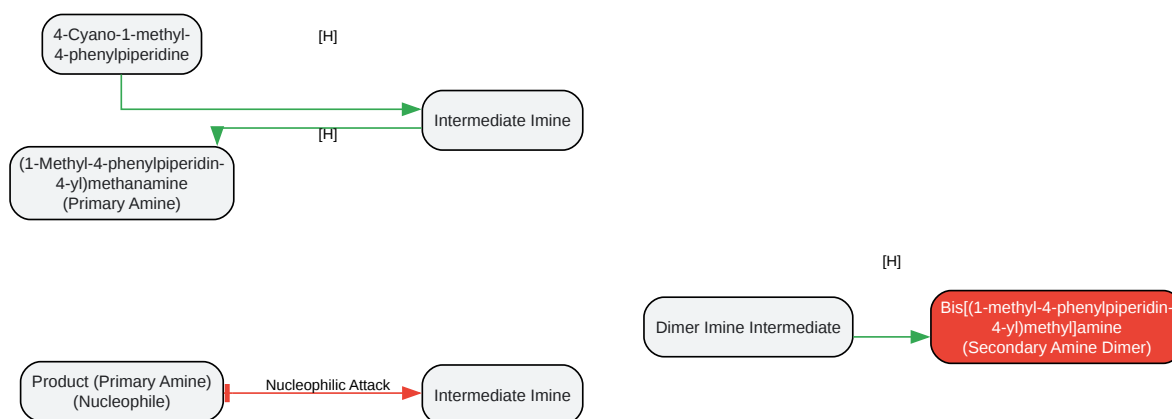 4-Cyano-1-methyl-
4-phenylpiperidine
[H]
Intermediate Imine
[H]
(1-Methyl-4-phenylpiperidin-
4-yl)methanamine
(Primary Amine)
[H]
Dimer Imine Intermediate
Bis[(1-methyl-4-phenylpiperidin-
4-yl)methyl]amine
(Secondary Amine Dimer)
Product (Primary Amine)
(Nucleophile)
Nucleophilic Attack
Intermediate Imine